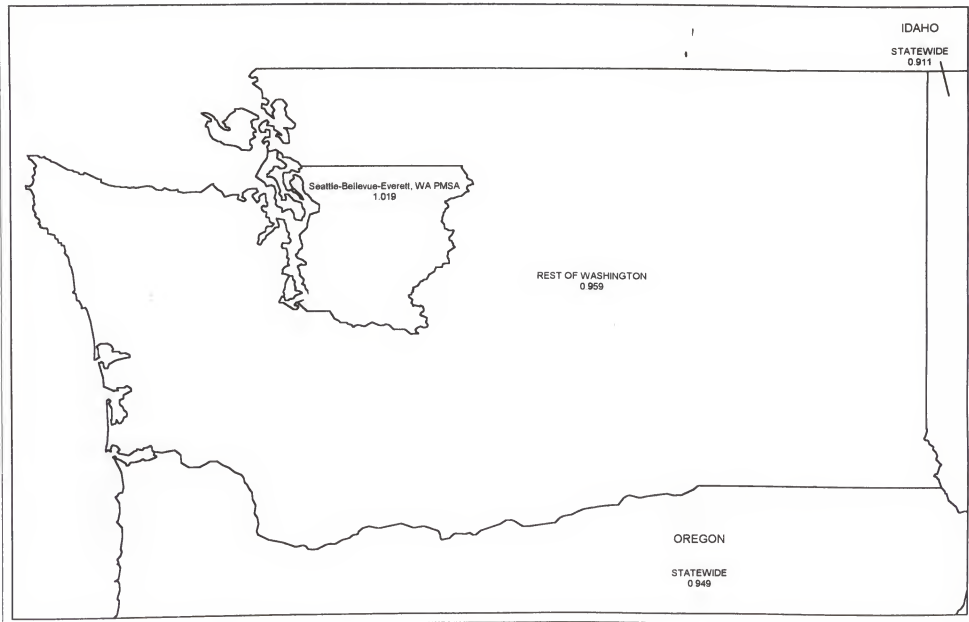 IDAHO
STATEWIDE
0.911
Seattle-Bellevue-Everett, WA PMSA
1.019
REST OF WASHINGTON
0.959
OREGON
STATEWIDE
0.949